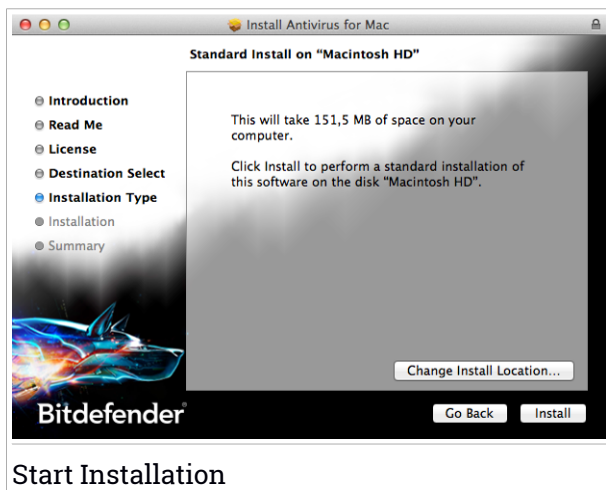 Install Antivirus for Mac
Standard Install on “Macintosh HD”
Introduction
Read Me
License
Destination Select
Installation Type
Installation
Summary
This will take 151,5 MB of space on your
computer.
Click Install to perform a standard installation of
this software on the disk “Macintosh HD”.
Change Install Location...
Bitdefender
Go Back
Install
Start Installation